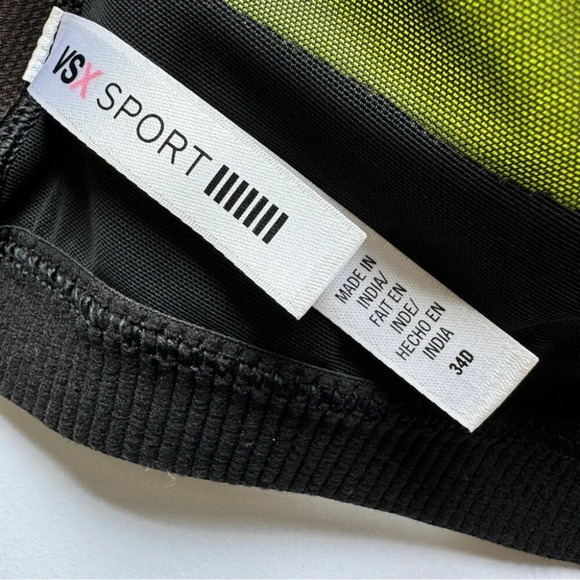 VSX SPORT
MADE IN
INDIA/
FAIT EN
INDE/
HECHO EN
INDIA
34D